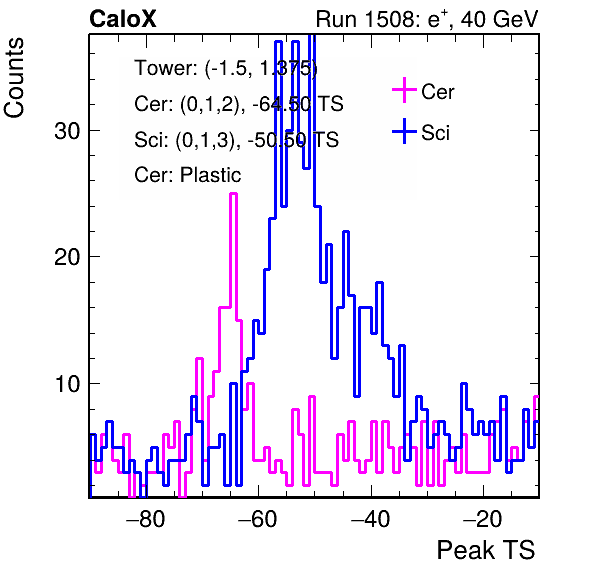 CaloX Run 1508: e+, 40 GeV
Counts
Tower: (-1.5, 1.375)
Cer: (0,1,2), -64.50 TS
Sci: (0,1,3), -50.50 TS
Cer: Plastic
Cer
Sci
30
20
10
−80 −60 −40 −20
Peak TS